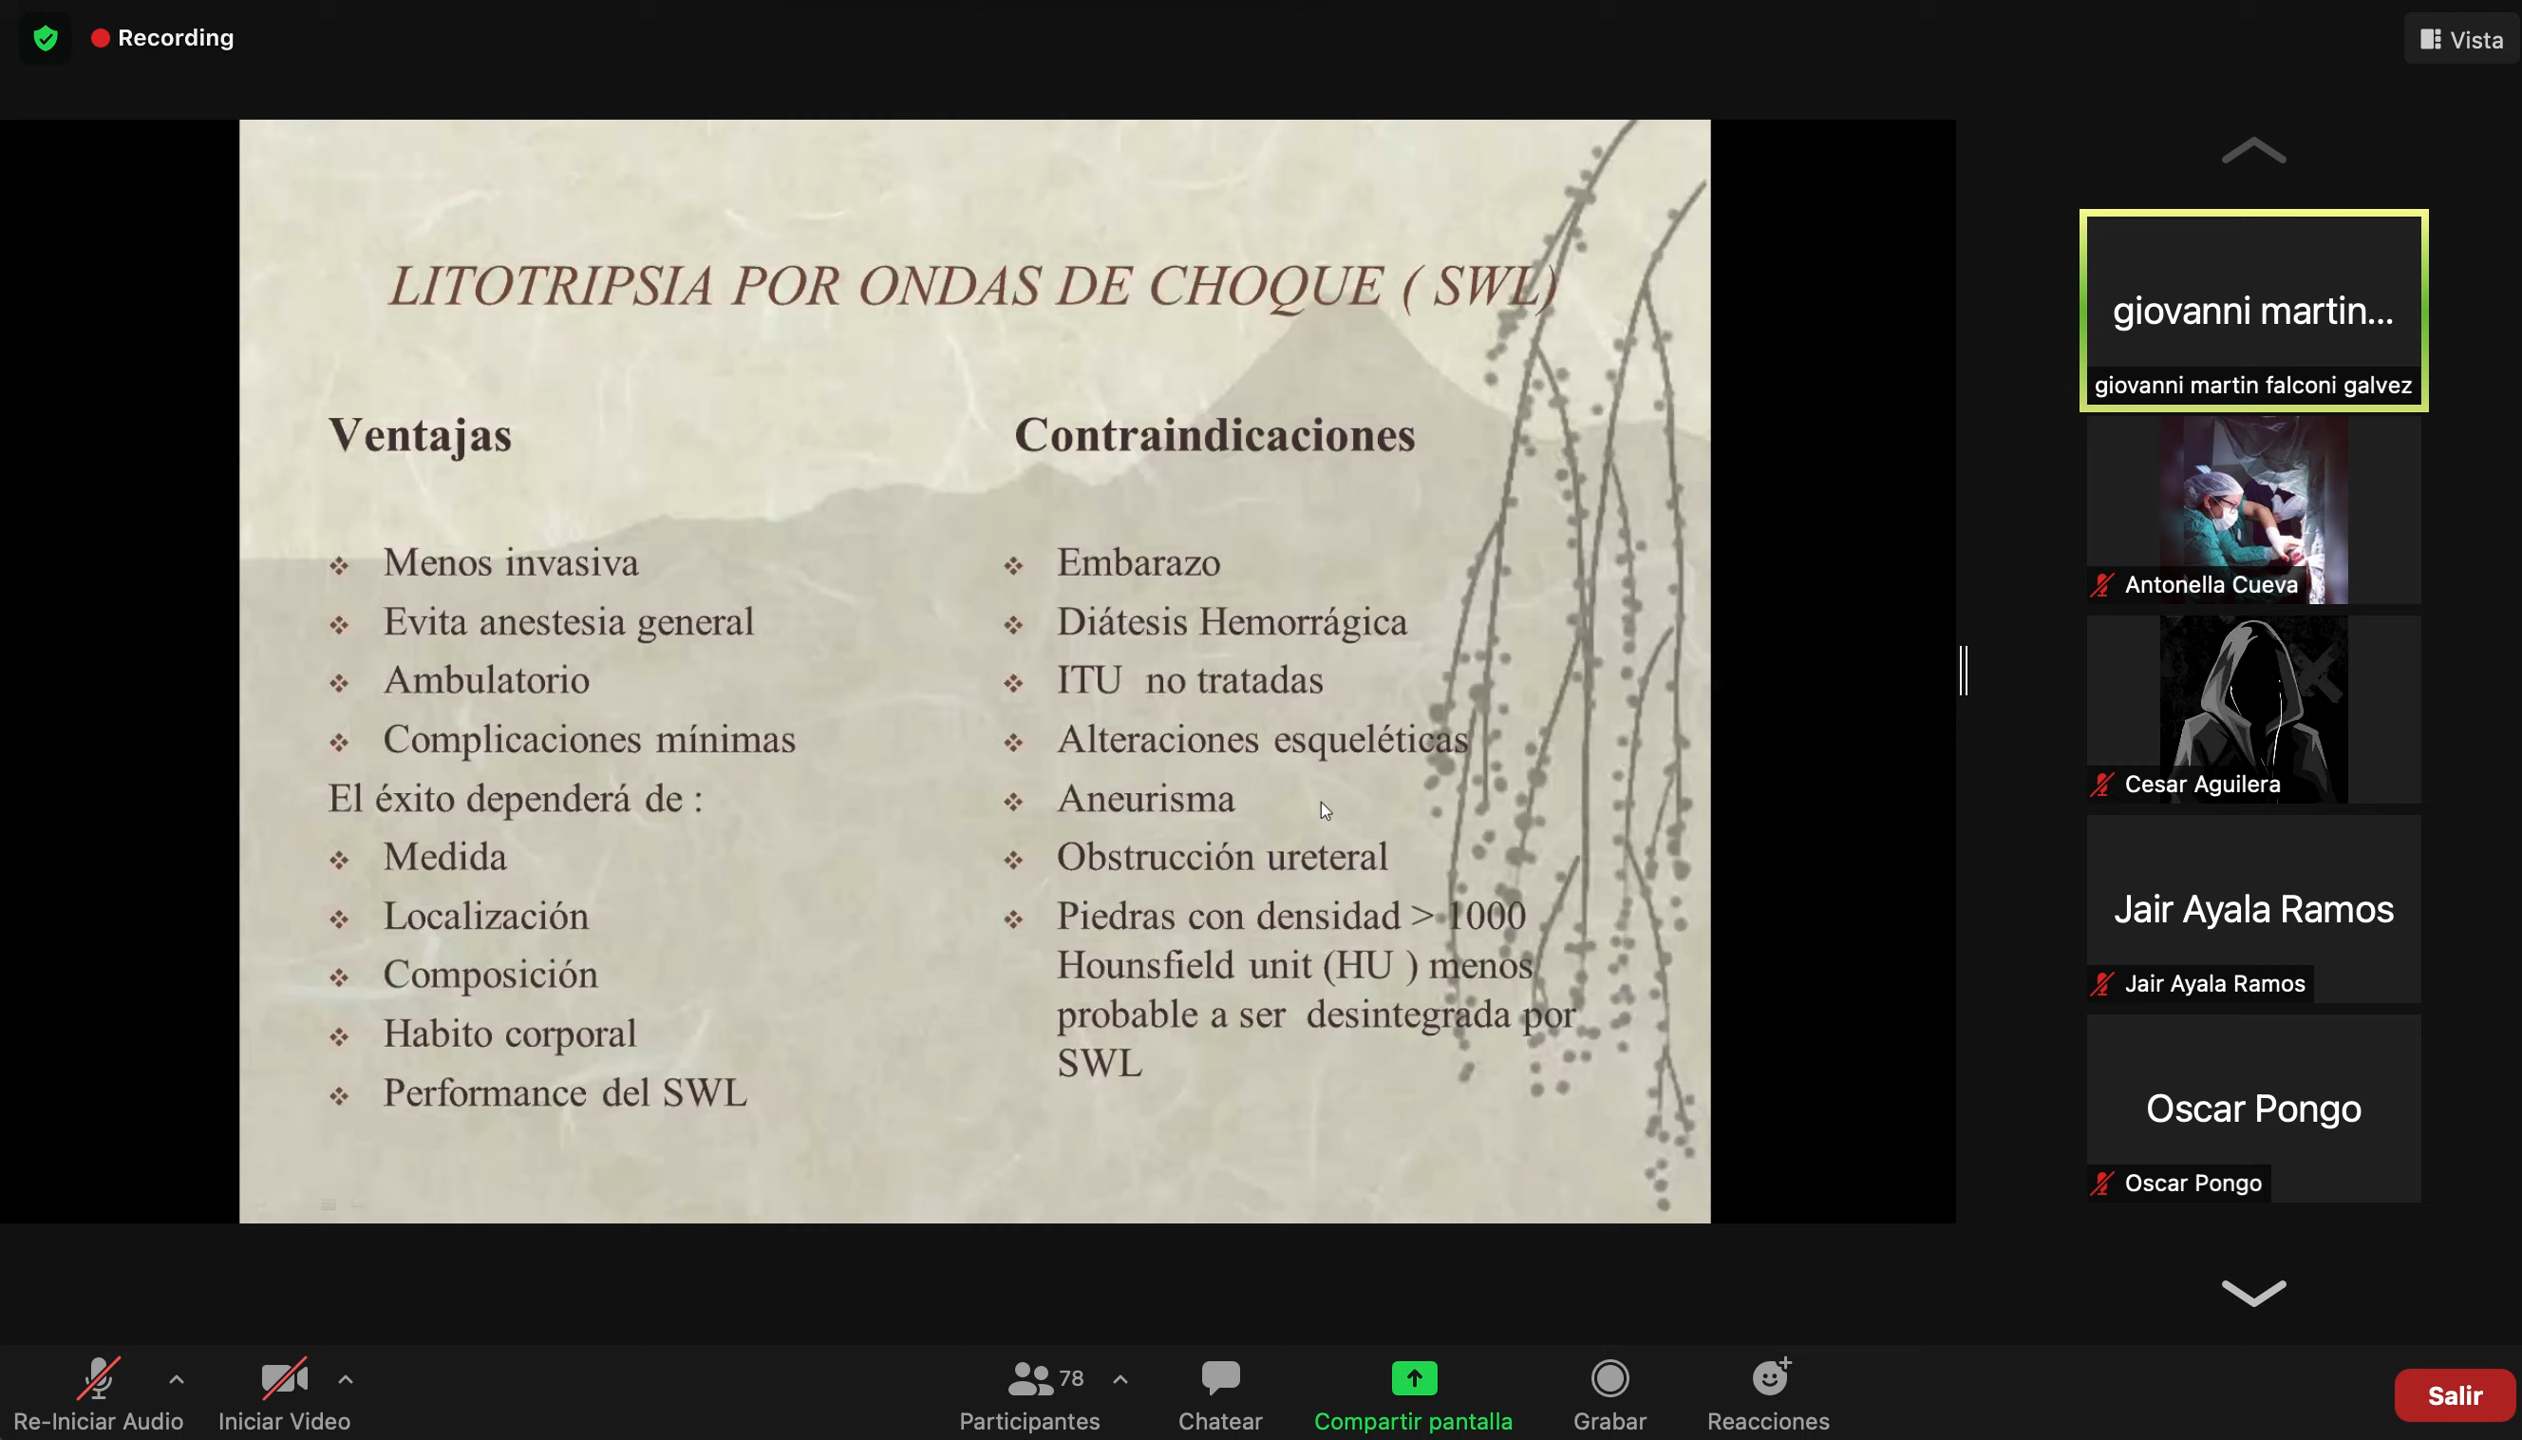 Recording
Vista
LITOTRIPSIA POR ONDAS DE CHOQUE ( SWL)
Ventajas
Menos invasiva
Evita anestesia general
Ambulatorio
Complicaciones mínimas
El éxito dependerá de :
Medida
Localización
Composición
Habito corporal
Performance del SWL
Contraindicaciones
Embarazo
Diátesis Hemorrágica
ITU no tratadas
Alteraciones esqueléticas
Aneurisma
Obstrucción ureteral
Piedras con densidad > 1000
Hounsfield unit (HU ) menos
probable a ser desintegrada por
SWL
giovanni martin...
giovanni martin falconi galvez
Antonella Cueva
Cesar Aguilera
Jair Ayala Ramos
Jair Ayala Ramos
Oscar Pongo
Oscar Pongo
Re-Iniciar Audio
Iniciar Video
78
Participantes
Chatear
Compartir pantalla
Grabar
Reacciones
Salir